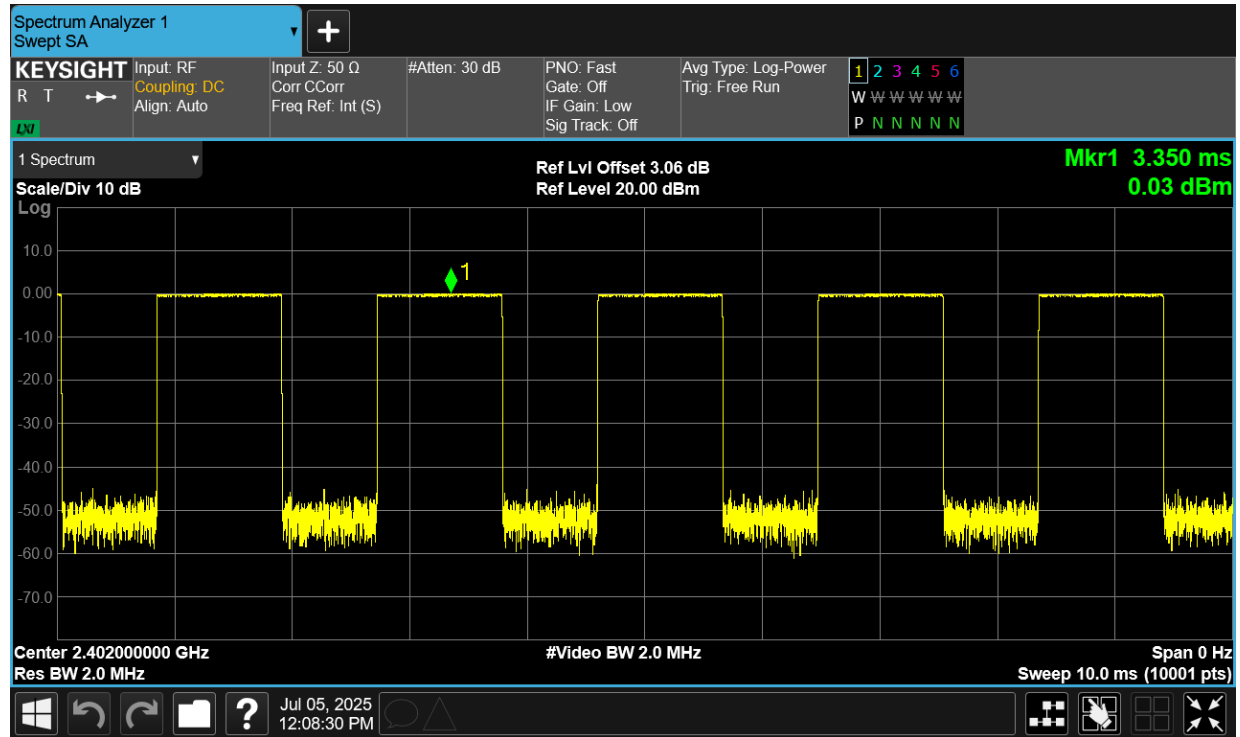 Spectrum Analyzer 1
Swept SA
KEYSIGHT Input: RF Input Z: 50 Ω #Atten: 30 dB PNO: Fast Avg Type: Log-Power 1 2 3 4 5 6
R T Coupling: DC Corr CCorr Gate: Off Trig: Free Run W W W W W W
Align: Auto Freq Ref: Int (S) IF Gain: Low
LXI Sig Track: Off P N N N N N
1 Spectrum Ref Lvl Offset 3.06 dB Mkr1 3.350 ms
Scale/Div 10 dB Ref Level 20.00 dBm 0.03 dBm
Log
10.0
1
0.00
-10.0
-20.0
-30.0
-40.0
-50.0
-60.0
-70.0
Center 2.402000000 GHz #Video BW 2.0 MHz Span 0 Hz
Res BW 2.0 MHz Sweep 10.0 ms (10001 pts)
? Jul 05, 2025
12:08:30 PM